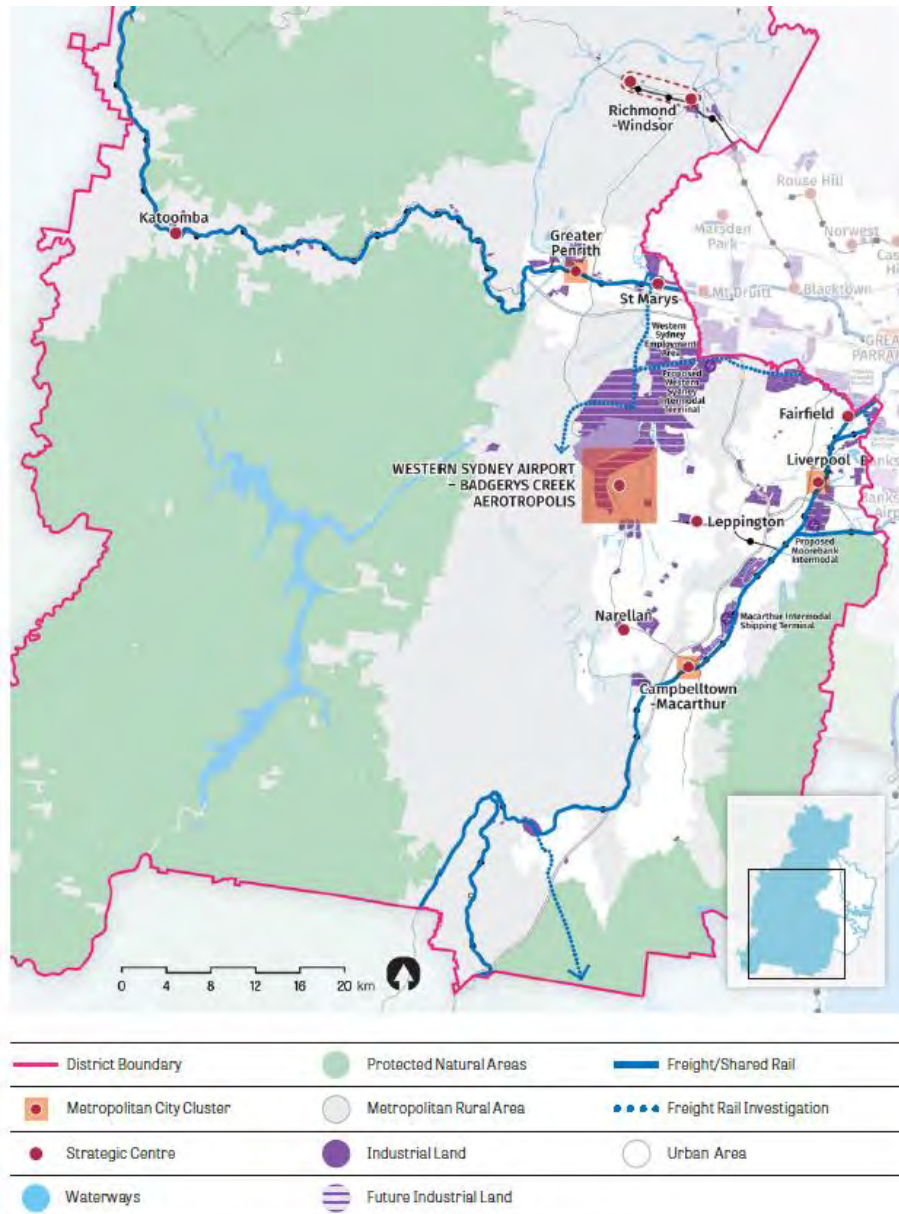 Richmond
-Windsor
Rouse Hill
Katoomba
Marsden
Park
Norwest
Greater
Penrith
St Marys
Mt Druitt
Blacktown
Western
Sydney
Employment
Area
Proposed
Western
Sydney
Intermodal
Terminal
Fairfield
WESTERN SYDNEY AIRPORT
– BADGERYS CREEK
AEROTROPOLIS
Liverpool
Leppington
Proposed
Moorebank
Intermodal
Narellan
Macarthur Intermodal
Shipping Terminal
Campbelltown
-Macarthur
0 4 8 12 16 20 km
District Boundary
Protected Natural Areas
Freight/Shared Rail
Metropolitan City Cluster
Metropolitan Rural Area
Freight Rail Investigation
Strategic Centre
Industrial Land
Urban Area
Waterways
Future Industrial Land